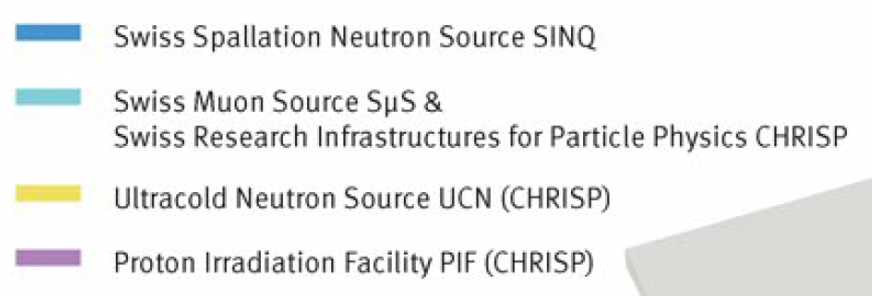 Swiss Spallation Neutron Source SINQ
Swiss Muon Source SµS &
Swiss Research Infrastructures for Particle Physics CHRISP
Ultracold Neutron Source UCN (CHRISP)
Proton Irradiation Facility PIF (CHRISP)